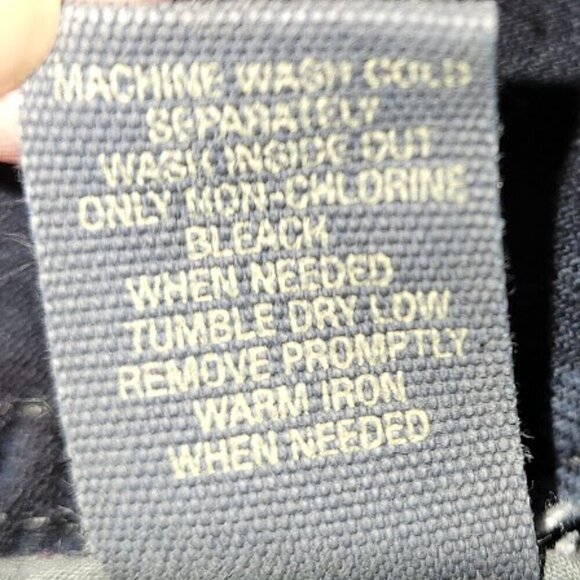 MACHINE WASH COLD
SEPARATELY
WASH INSIDE OUT
ONLY NON-CHLORINE
BLEACH
WHEN NEEDED
TUMBLE DRY LOW
REMOVE PROMPTLY
WARM IRON
WHEN NEEDED